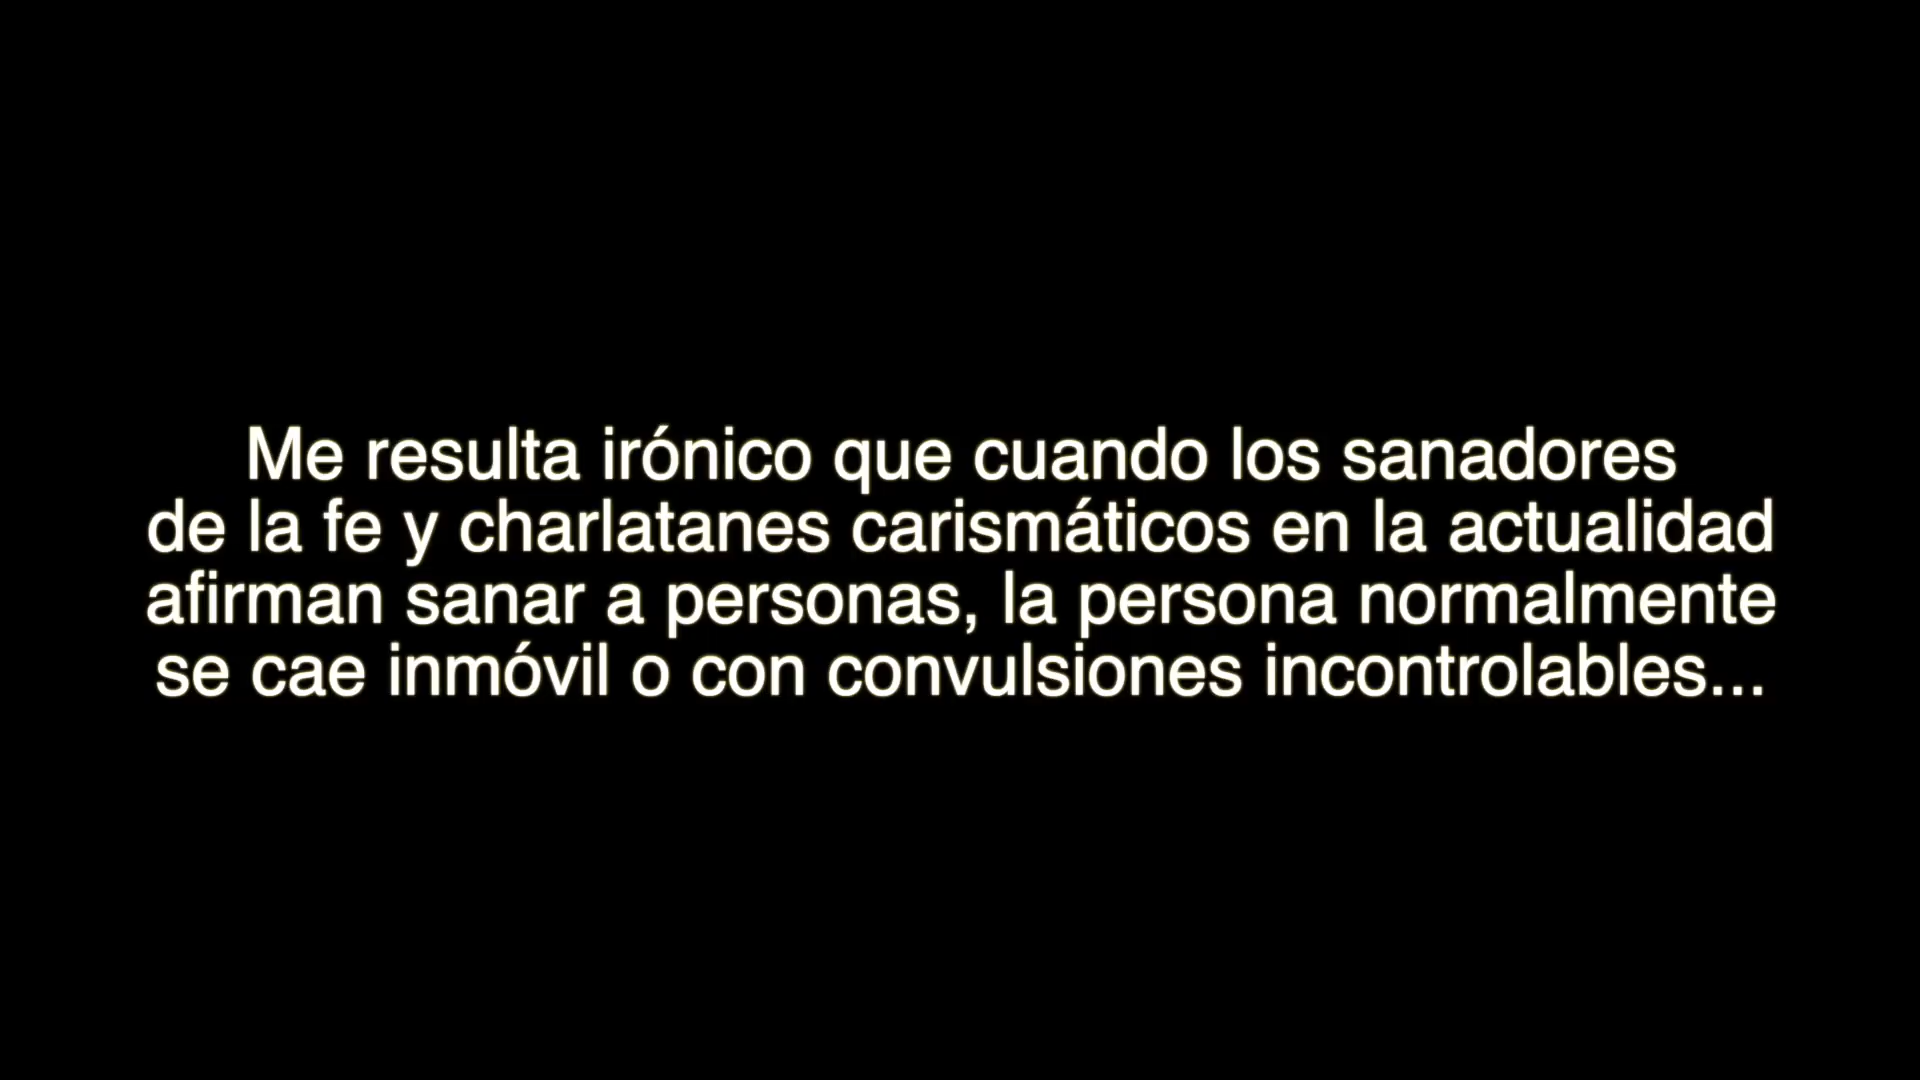 Me resulta irónico que cuando los sanadores
de la fe y charlatanes carismáticos en la actualidad
afirman sanar a personas, la persona normalmente
se cae inmóvil o con convulsiones incontrolables...